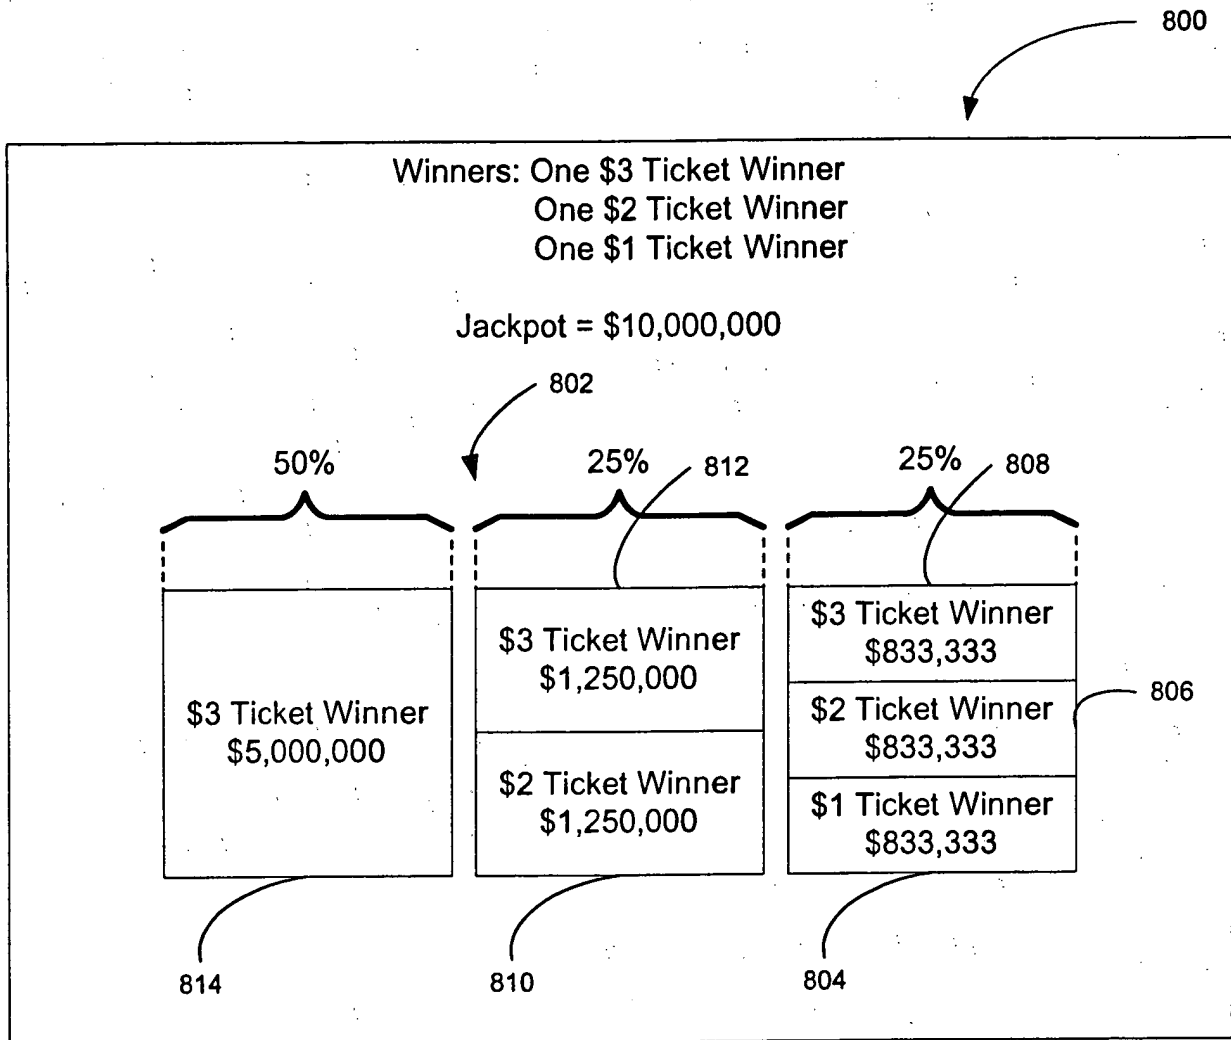 800
Winners: One $3 Ticket Winner
One $2 Ticket Winner
One $1 Ticket Winner
Jackpot = $10,000,000
802
50%
25%
812
25%
808
$3 Ticket Winner
$5,000,000
$3 Ticket Winner
$1,250,000
$2 Ticket Winner
$1,250,000
$3 Ticket Winner
$833,333
$2 Ticket Winner
$833,333
806
$1 Ticket Winner
$833,333
814
810
804